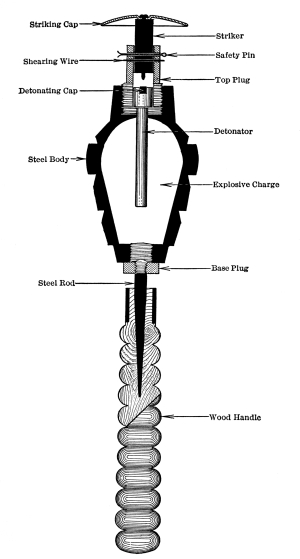 Striking Cap
Striker
Safety Pin
Shearing Wire
Top Plug
Detonating Cap
Detonator
Steel Body
Explosive Charge
Base Plug
Steel Rod
Wood Handle